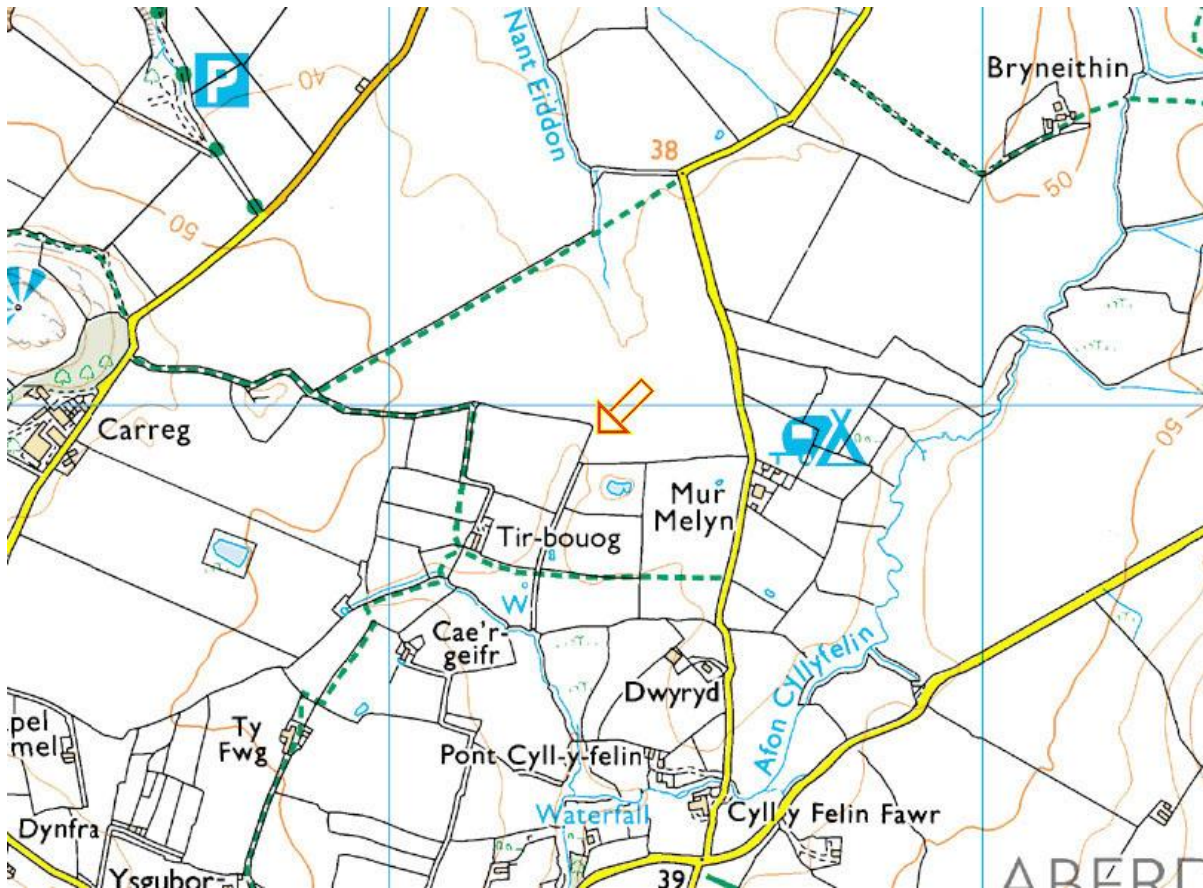 Nant Eiddon
Bryneithin
P
40
38
50
50
Carreg
50
Mur
Melyn
Tir-bouog
W
Cae'r-
geifr
Dwyryd
Afon Cyllyfelin
Ty
Fwg
pel
mel
Pont Cyll-y-felin
Waterfall
Cyll y Felin Fawr
Dynfra
Ysgubor-
39
ABERD